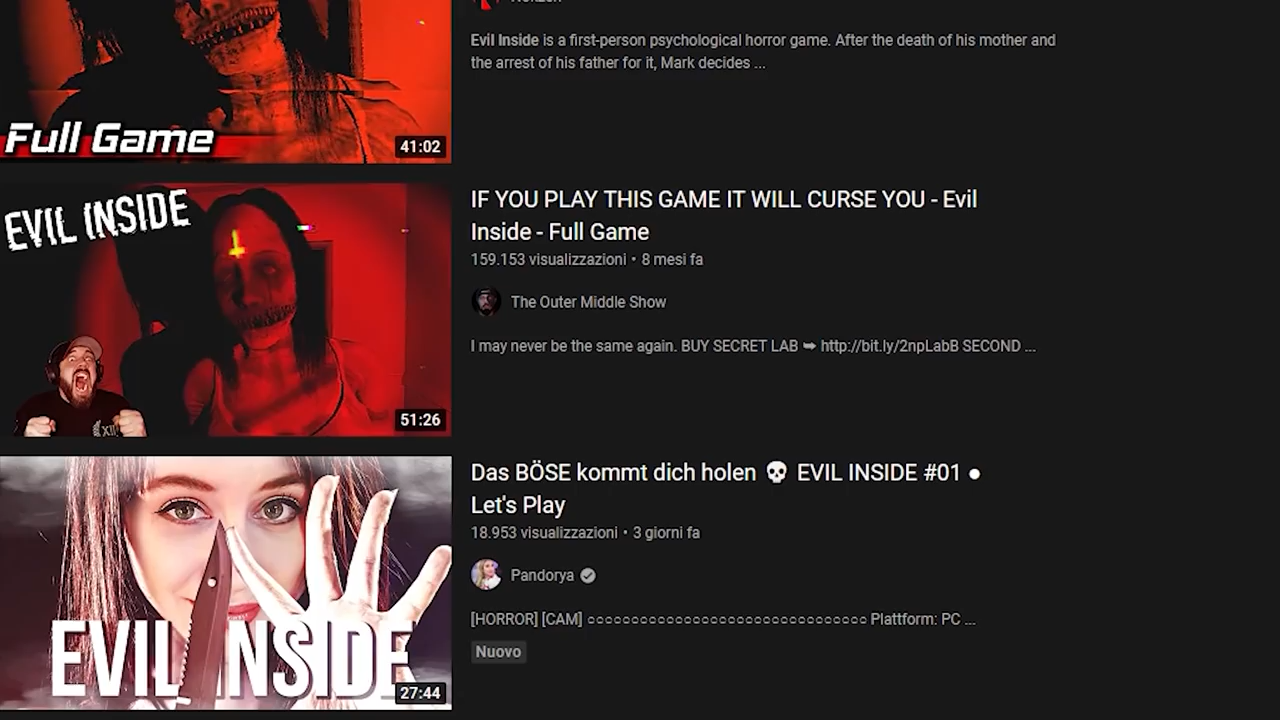 Evil Inside is a first-person psychological horror game. After the death of his mother and
the arrest of his father for it, Mark decides ...
Full Game
41:02
EVIL INSIDE
51:26
IF YOU PLAY THIS GAME IT WILL CURSE YOU - Evil
Inside - Full Game
159.153 visualizzazioni • 8 mesi fa
The Outer Middle Show
I may never be the same again. BUY SECRET LAB ➥ http://bit.ly/2npLabB SECOND ...
EVIL INSIDE
27:44
Das BÖSE kommt dich holen 💀 EVIL INSIDE #01 ●
Let's Play
18.953 visualizzazioni • 3 giorni fa
Pandorya
[HORROR] [CAM] ○○○○○○○○○○○○○○○○○○○○○○○○○○○○○○○○ Plattform: PC ...
Nuovo